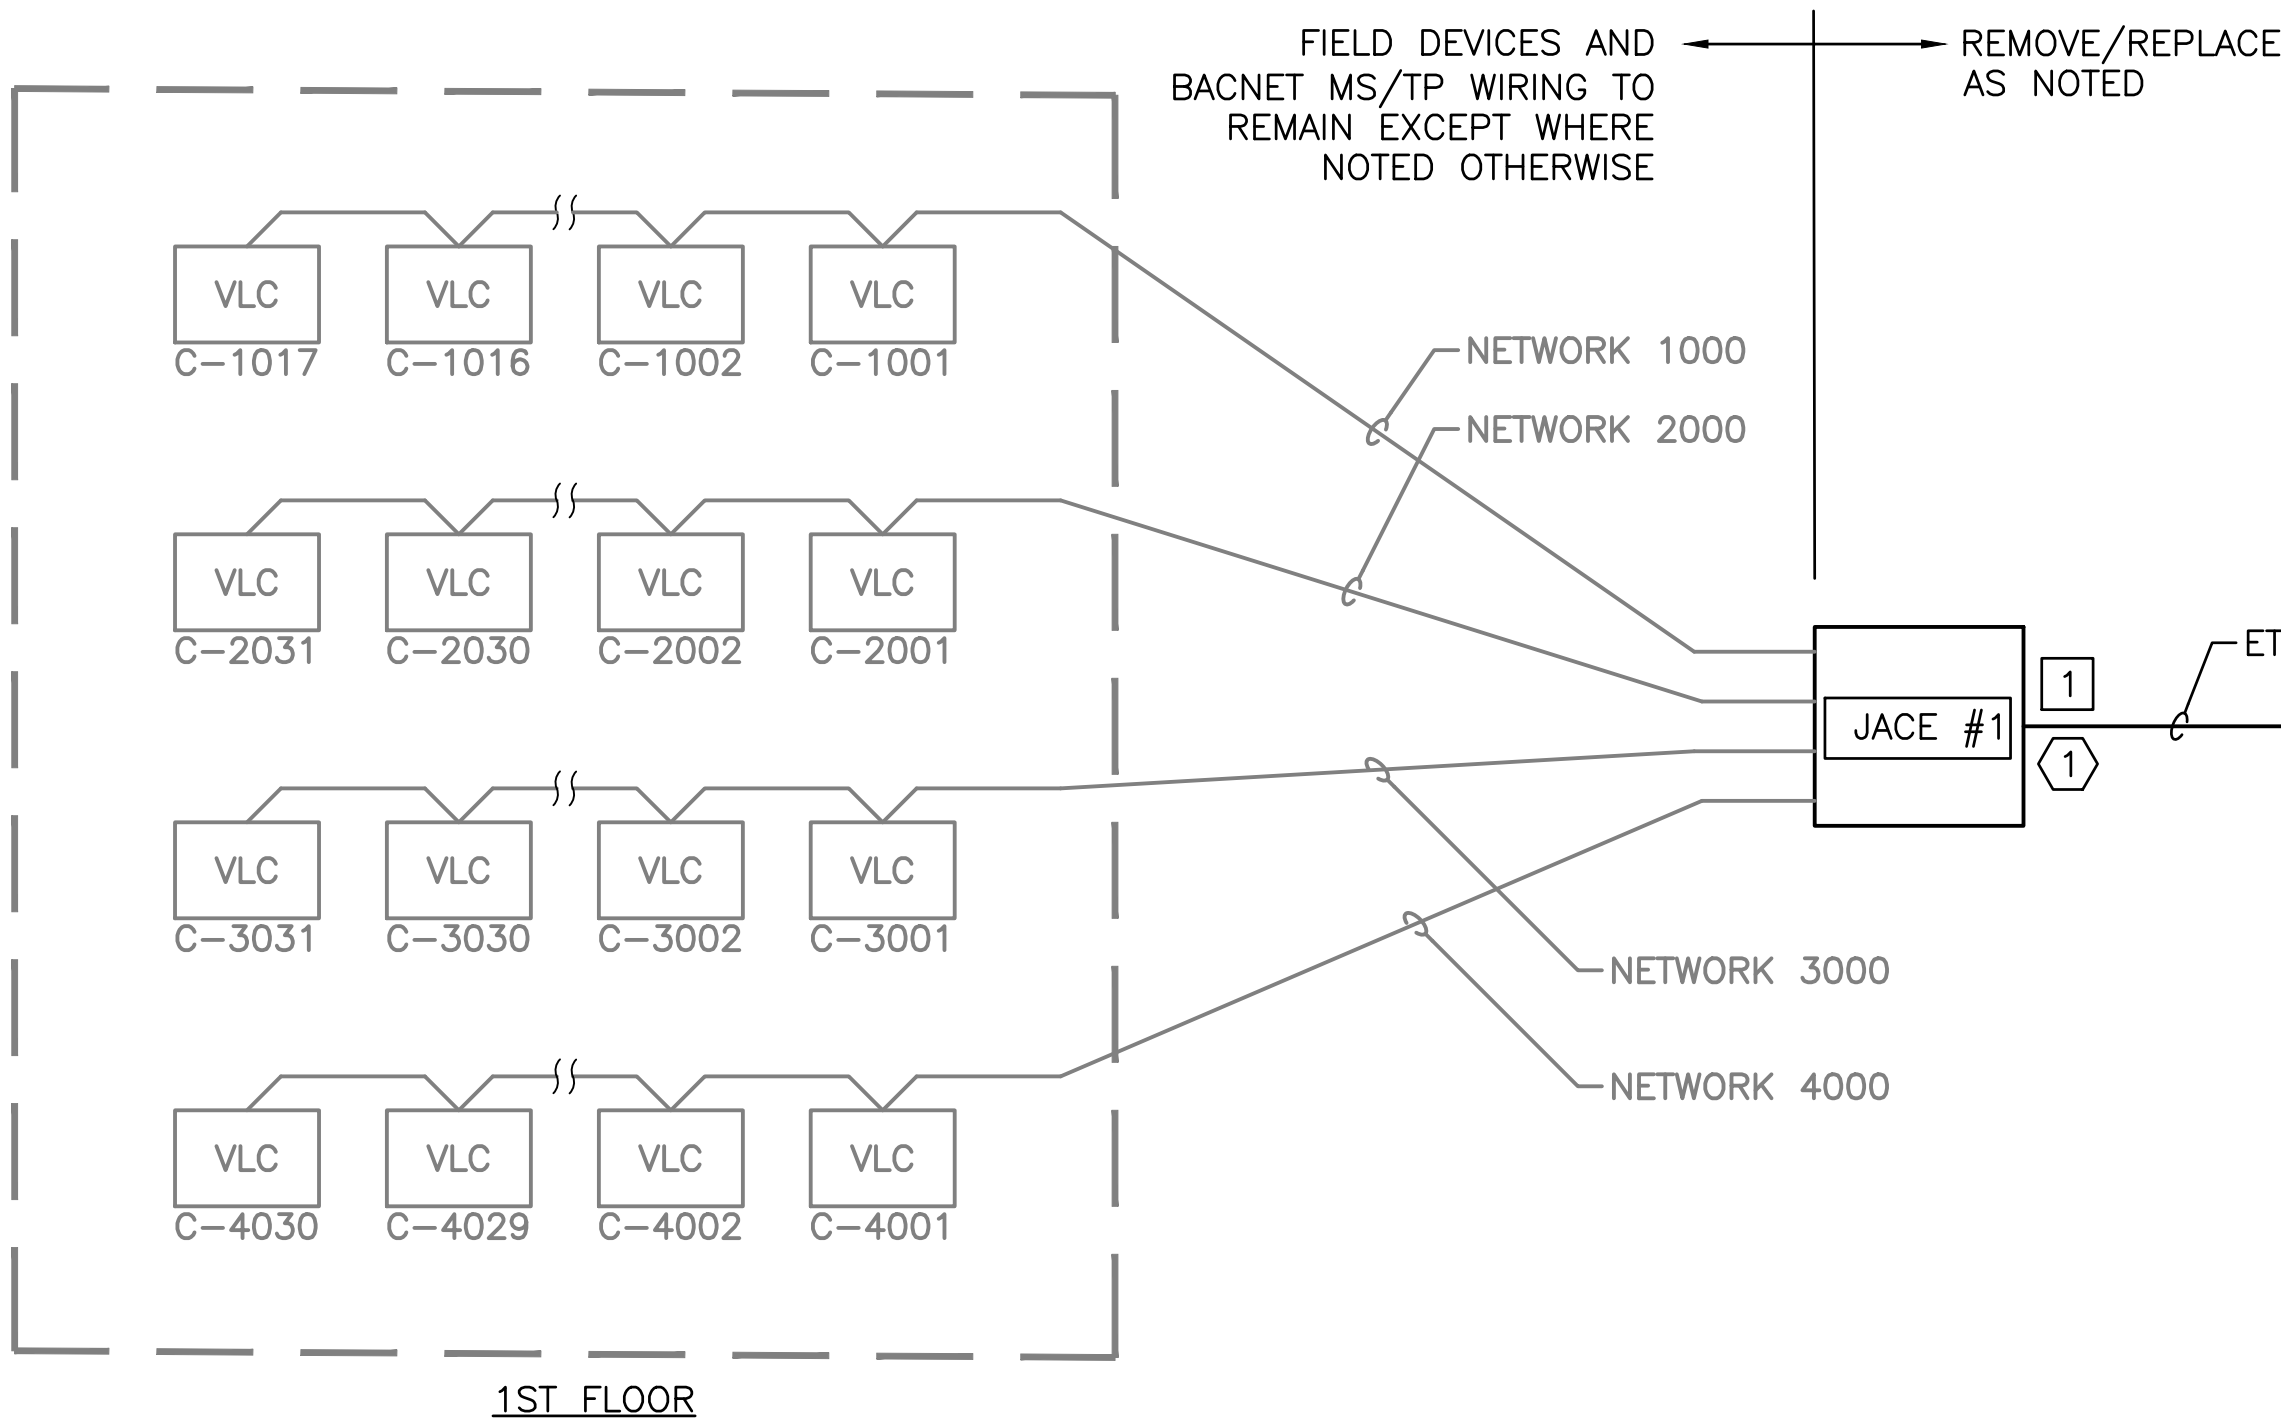 FIELD DEVICES AND
BACNET MS/TP WIRING TO
REMAIN EXCEPT WHERE
NOTED OTHERWISE
REMOVE/REPLACE
AS NOTED
VLC
VLC
VLC
VLC
C-1017
C-1016
C-1002
C-1001
NETWORK 1000
NETWORK 2000
VLC
VLC
VLC
VLC
C-2031
C-2030
C-2002
C-2001
ET
1
JACE #1
1
VLC
VLC
VLC
VLC
C-3031
C-3030
C-3002
C-3001
NETWORK 3000
NETWORK 4000
VLC
VLC
VLC
VLC
C-4030
C-4029
C-4002
C-4001
1ST FLOOR